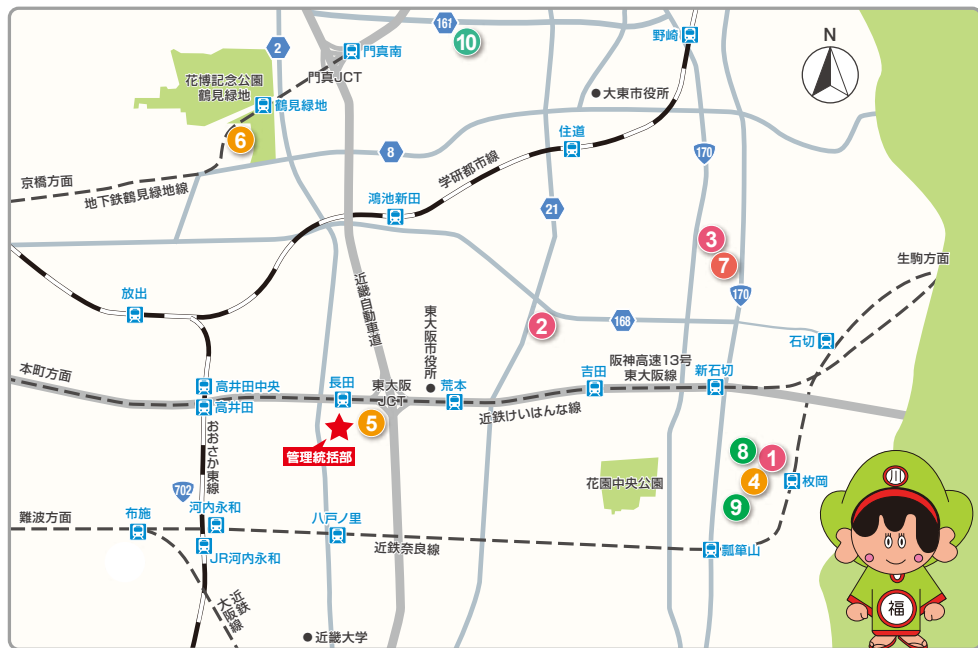 161
10
野崎
N
2
門真南
門真JCT
花博記念公園
鶴見緑地
鶴見緑地
大東市役所
6
8
住道
170
京橋方面
地下鉄鶴見緑地線
学研都市線
鴻池新田
21
3
7
生駒方面
放出
近畿自動車道
170
東大阪市役所
2
168
石切
阪神高速13号
東大阪線
本町方面
高井田中央
長田
東大阪
JCT
荒本
吉田
新石切
高井田
近鉄けいはんな線
5
管理統括部
おおさか東線
8
1
4
枚岡
花園中央公園
9
川
702
河内永和
難波方面
布施
八戸ノ里
近鉄奈良線
瓢箪山
JR河内永和
近鉄
大阪線
近畿大学
福